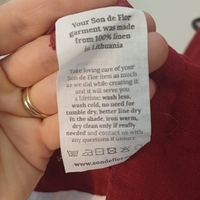 Your Son de Flor
garment was made
from 100% linen
in Lithuania
Take loving care of your
Son de Flor item as much
as we did while creating it
and it will serve you
a lifetime: wash less,
wash cold, no need for
tumble dry, better line dry
in the shade, iron warm,
dry clean only if really
needed and contact us with
any questions if unsure.
www.sondeflor